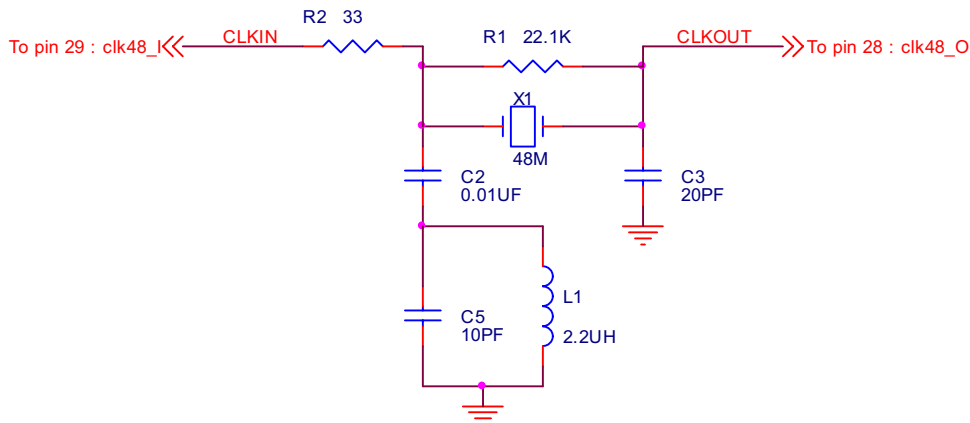 R2 33
To pin 29 : clk48_I
CLKIN
R1 22.1K
CLKOUT
To pin 28 : clk48_O
X1
48M
C2
0.01UF
C3
20PF
C5
10PF
L1
2.2UH